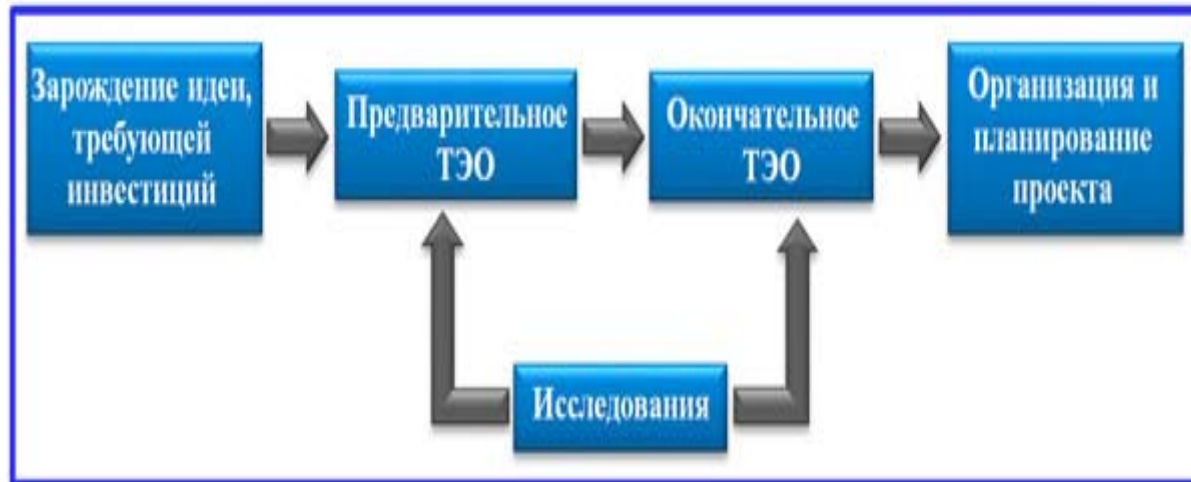 Зарождение идеи,
требующей
инвестиций
Предварительное
ТЭО
Окончательное
ТЭО
Организация и
планирование
проекта
Исследования